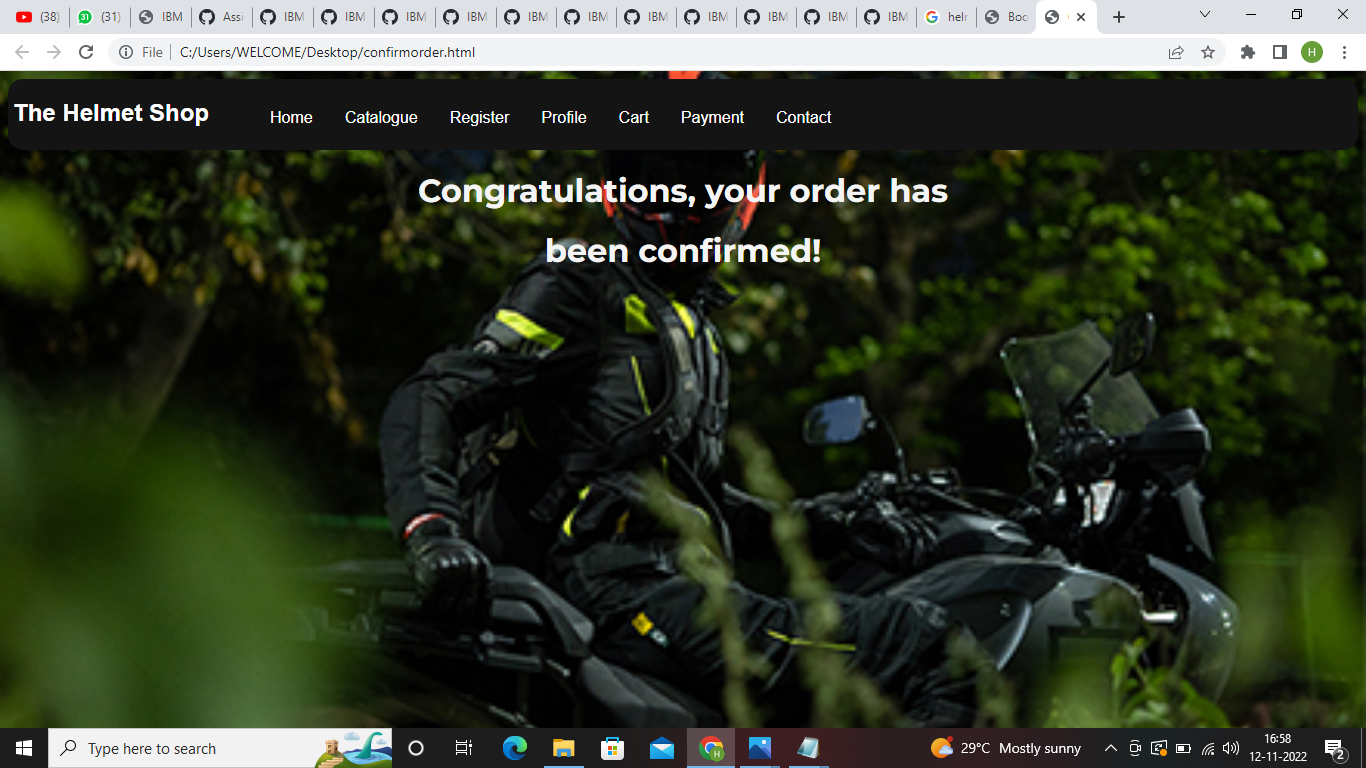 (38)
(31)
IBM
Assi
IBM
IBM
IBM
IBM
IBM
IBM
IBM
IBM
IBM
IBM
IBM
helm
Boo
File
C:/Users/WELCOME/Desktop/confirmorder.html
H
The Helmet Shop
Home Catalogue Register Profile Cart Payment Contact
Congratulations, your order has
been confirmed!
Type here to search
29°C Mostly sunny
16:58
12-11-2022
2